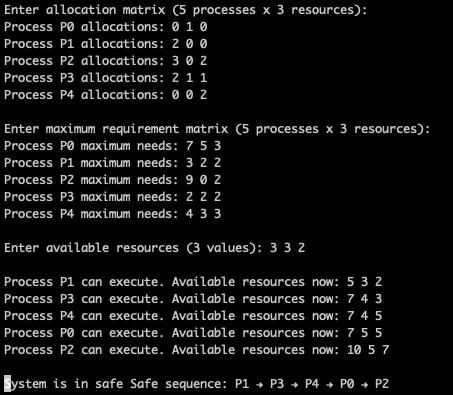 Enter allocation matrix (5 processes x 3 resources):
Process P0 allocations: 0 1 0
Process P1 allocations: 2 0 0
Process P2 allocations: 3 0 2
Process P3 allocations: 2 1 1
Process P4 allocations: 0 0 2
Enter maximum requirement matrix (5 processes x 3 resources):
Process P0 maximum needs: 7 5 3
Process P1 maximum needs: 3 2 2
Process P2 maximum needs: 9 0 2
Process P3 maximum needs: 2 2 2
Process P4 maximum needs: 4 3 3
Enter available resources (3 values): 3 3 2
Process P1 can execute. Available resources now: 5 3 2
Process P3 can execute. Available resources now: 7 4 3
Process P4 can execute. Available resources now: 7 4 5
Process P0 can execute. Available resources now: 7 5 5
Process P2 can execute. Available resources now: 10 5 7
System is in safe Safe sequence: P1 → P3 → P4 → P0 → P2